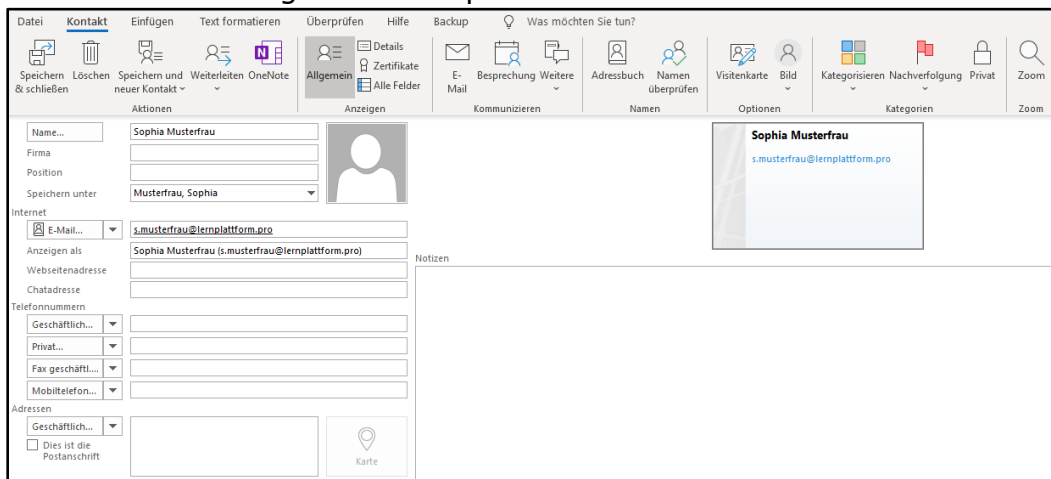 Datei Kontakt Einfügen Text formatieren Überprüfen Hilfe Backup Was möchten Sie tun?
Speichern & schließen
Löschen
Speichern und neuer Kontakt
Weiterleiten
OneNote
Aktionen
Allgemein
Details
Zertifikate
Alle Felder
Anzeigen
E-Mail
Besprechung
Weitere
Kommunizieren
Adressbuch
Namen überprüfen
Namen
Visitenkarte
Bild
Optionen
Kategorisieren
Nachverfolgung
Privat
Kategorien
Zoom
Zoom
Name... Sophia Musterfrau
Firma
Position
Speichern unter Musterfrau, Sophia
Internet
E-Mail... s.musterfrau@lernplattform.pro
Anzeigen als Sophia Musterfrau (s.musterfrau@lernplattform.pro)
Webseitenadresse
Chatadresse
Telefonnummern
Geschäftlich...
Privat...
Fax geschäftl....
Mobiltelefon...
Adressen
Geschäftlich...
Dies ist die
Postanschrift
Karte
Sophia Musterfrau
s.musterfrau@lernplattform.pro
Notizen